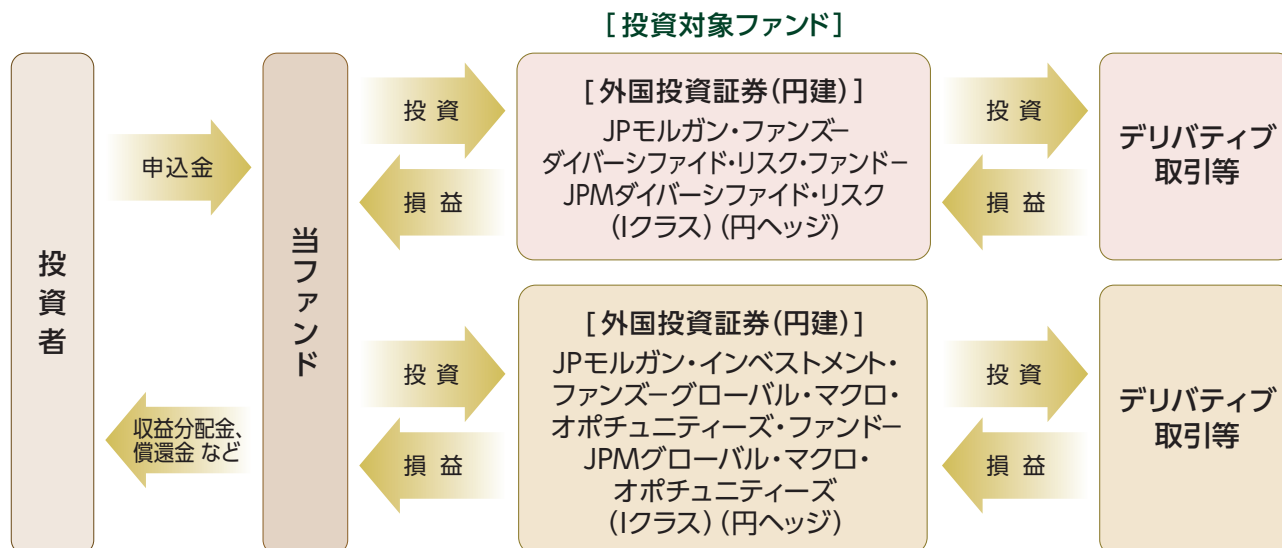 [投資対象ファンド]
投資者
申込金
収益分配金、
償還金 など
当ファンド
投資
損益
[外国投資証券(円建)]
JPモルガン・ファンズ−
ダイバーシファイド・リスク・ファンド−
JPMダイバーシファイド・リスク
(Iクラス)(円ヘッジ)
投資
損益
デリバティブ
取引等
投資
損益
[外国投資証券(円建)]
JPモルガン・インベストメント・
ファンズ−グローバル・マクロ・
オポチュニティーズ・ファンド−
JPMグローバル・マクロ・
オポチュニティーズ
(Iクラス)(円ヘッジ)
投資
損益
デリバティブ
取引等